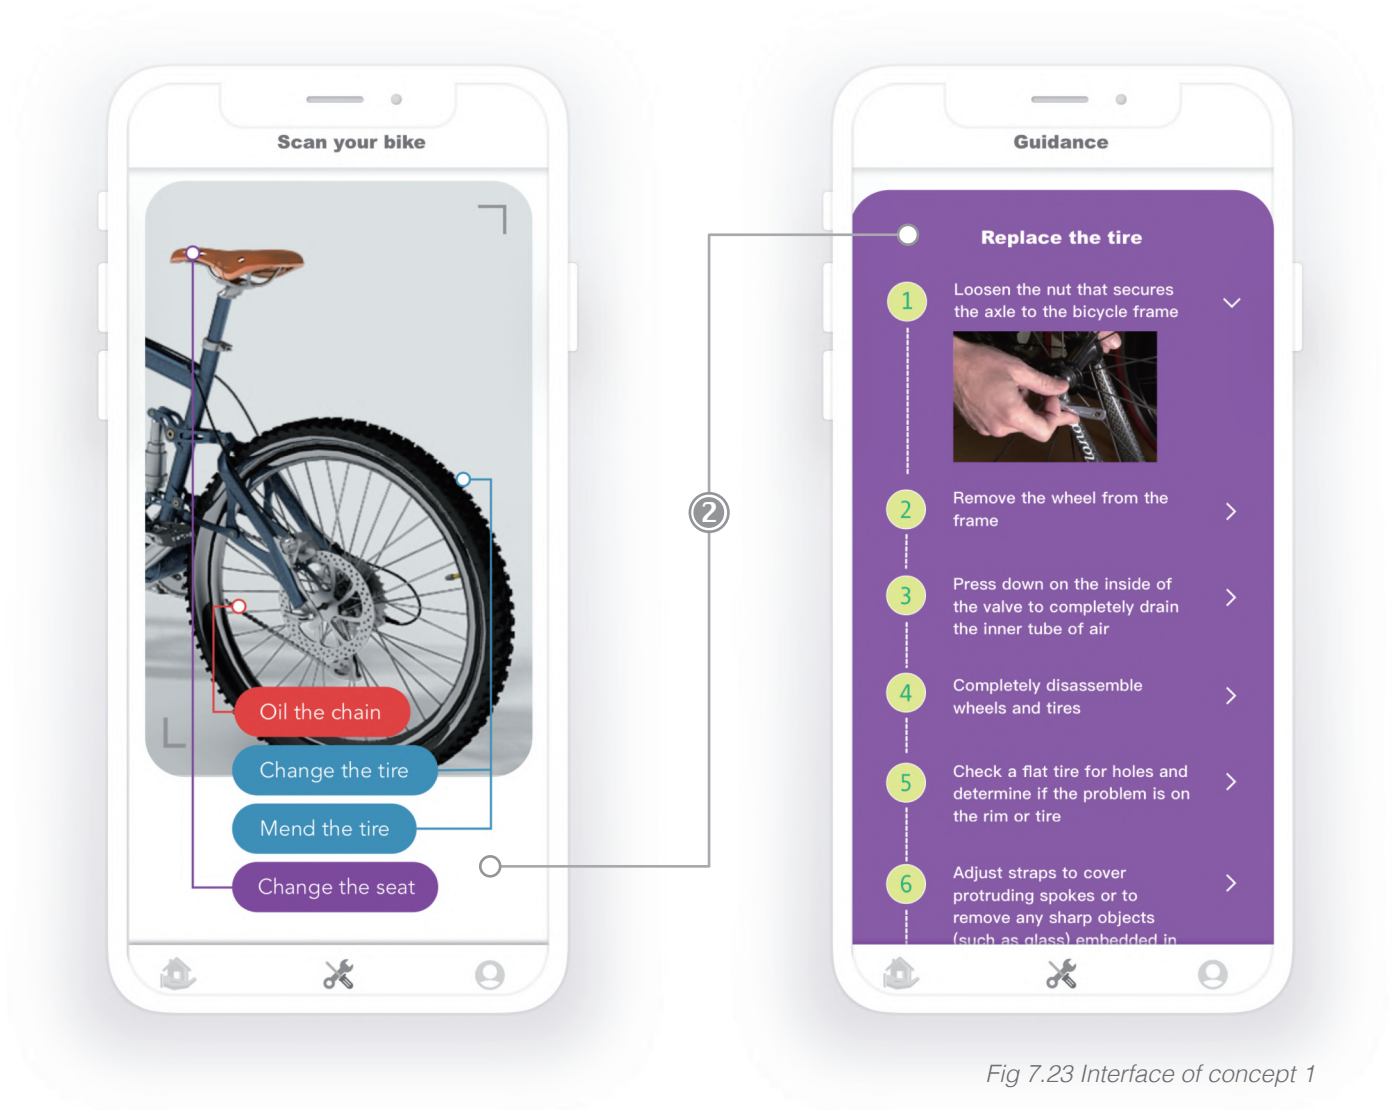 Scan your bike
Oil the chain
Change the tire
Mend the tire
Change the seat
2
Guidance
Replace the tire
1
Loosen the nut that secures
the axle to the bicycle frame
2
Remove the wheel from the
frame
3
Press down on the inside of
the valve to completely drain
the inner tube of air
4
Completely disassemble
wheels and tires
5
Check a flat tire for holes and
determine if the problem is on
the rim or tire
6
Adjust straps to cover
protruding spokes or to
remove any sharp objects
(such as glass) embedded in
Fig 7.23 Interface of concept 1